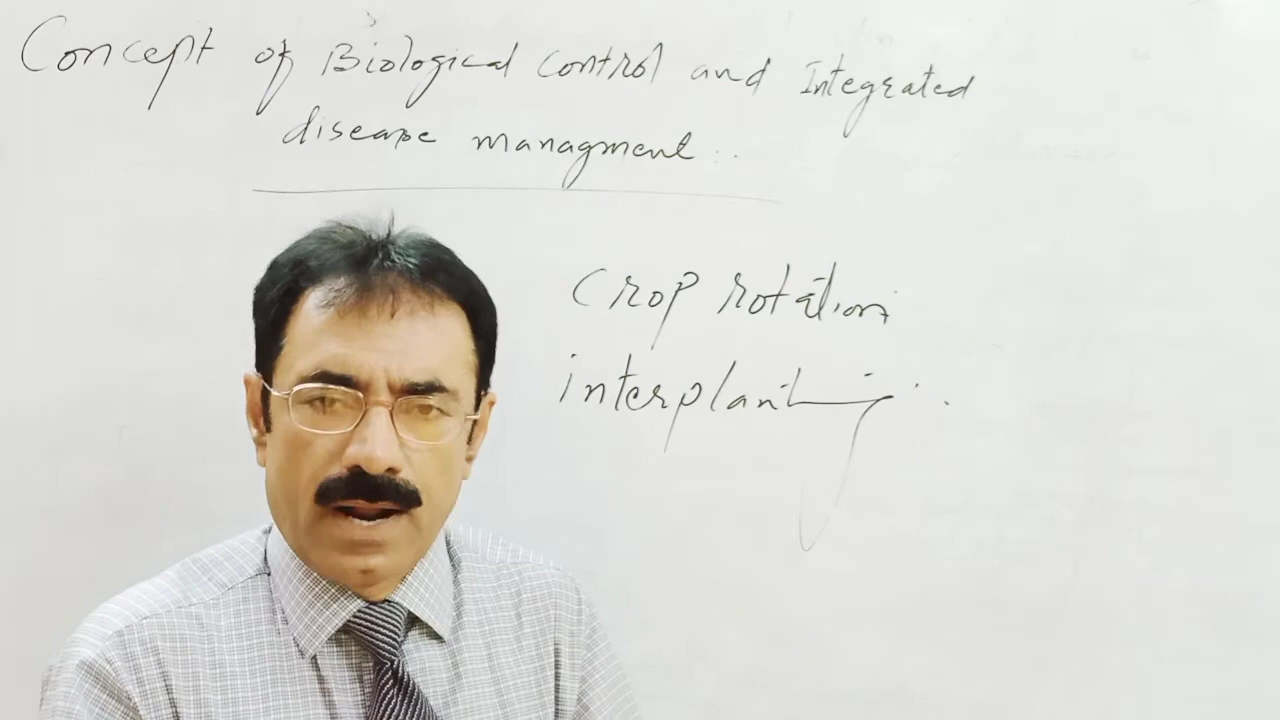 Concept of Biological control and Integrated
disease managment..
Crop rotation
interplanting.